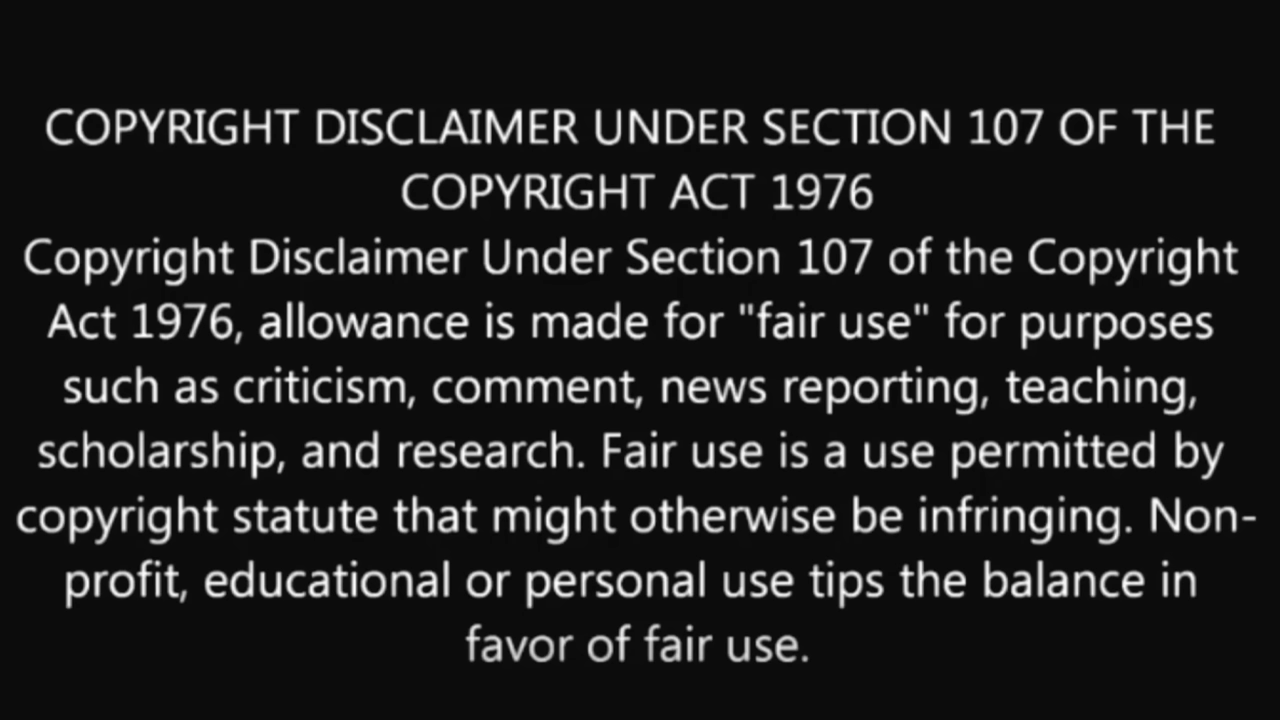 COPYRIGHT DISCLAIMER UNDER SECTION 107 OF THE
COPYRIGHT ACT 1976
Copyright Disclaimer Under Section 107 of the Copyright
Act 1976, allowance is made for "fair use" for purposes
such as criticism, comment, news reporting, teaching,
scholarship, and research. Fair use is a use permitted by
copyright statute that might otherwise be infringing. Non-
profit, educational or personal use tips the balance in
favor of fair use.